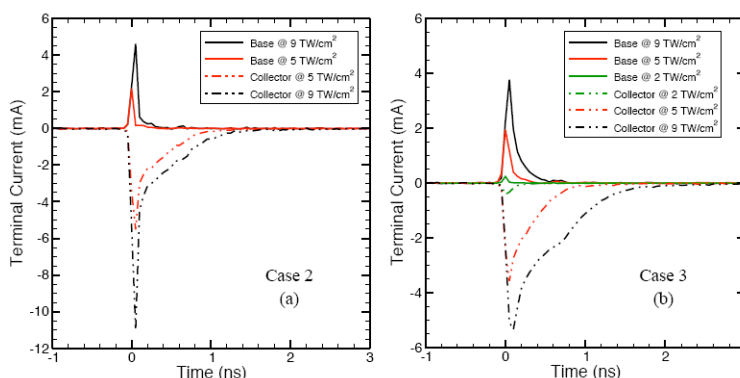 Terminal Current (mA)
6
4
2
0
-2
-4
-6
-8
-10
-12
-1
0
1
2
3
Time (ns)
Base @ 9 TW/cm²
Base @ 5 TW/cm²
Collector @ 5 TW/cm²
Collector @ 9 TW/cm²
Case 2
(a)
Terminal Current (mA)
6
4
2
0
-2
-4
-6
-1
0
1
2
Time (ns)
Base @ 9 TW/cm²
Base @ 5 TW/cm²
Base @ 2 TW/cm²
Collector @ 2 TW/cm²
Collector @ 5 TW/cm²
Collector @ 9 TW/cm²
Case 3
(b)